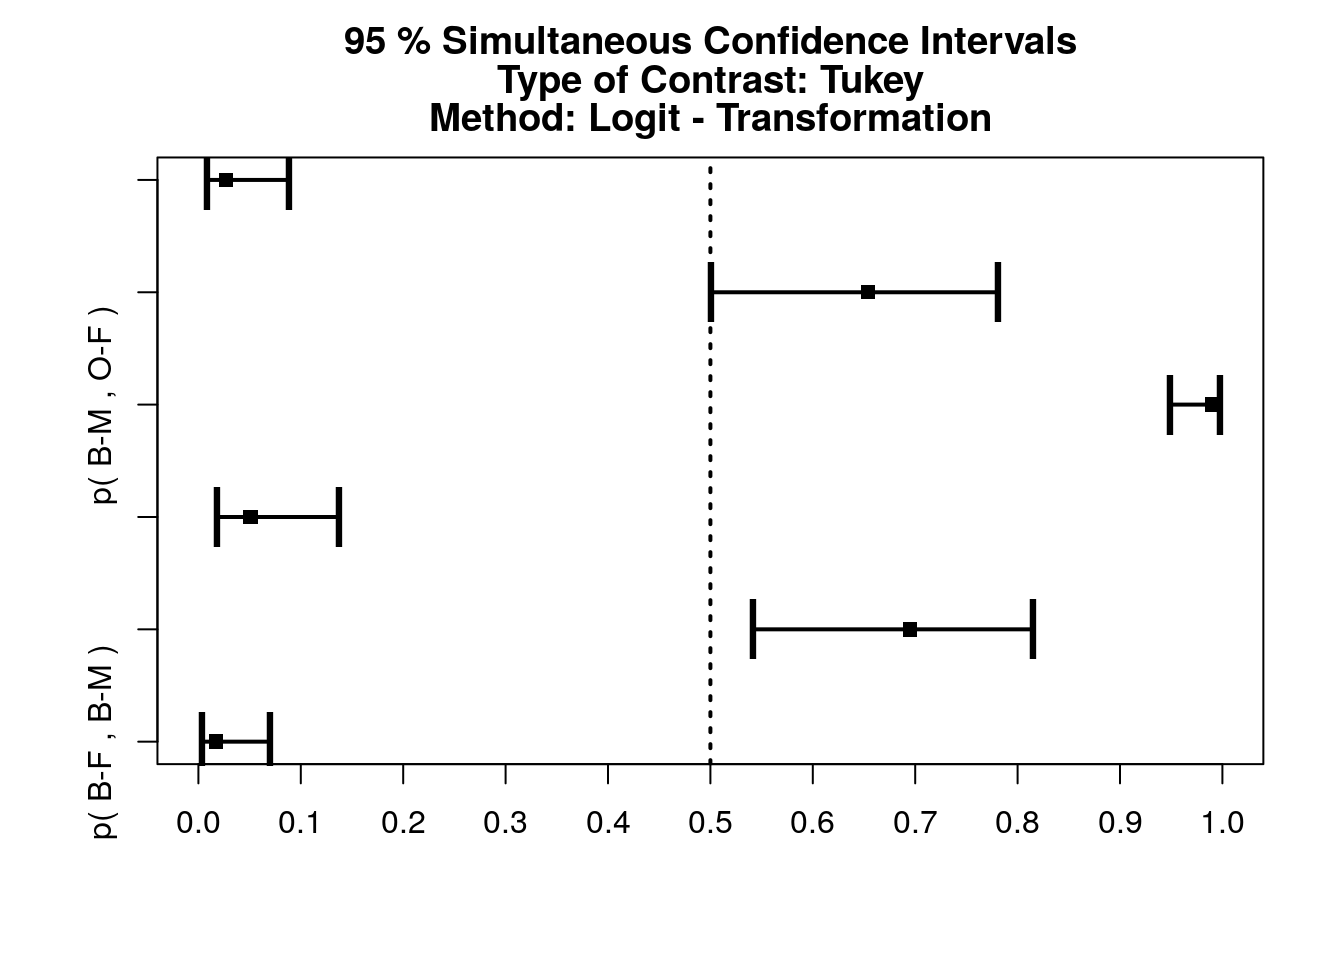 95 % Simultaneous Confidence Intervals
Type of Contrast: Tukey
Method: Logit - Transformation
p( B-M , O-F )
p( B-F , B-M )
0.0 0.1 0.2 0.3 0.4 0.5 0.6 0.7 0.8 0.9 1.0